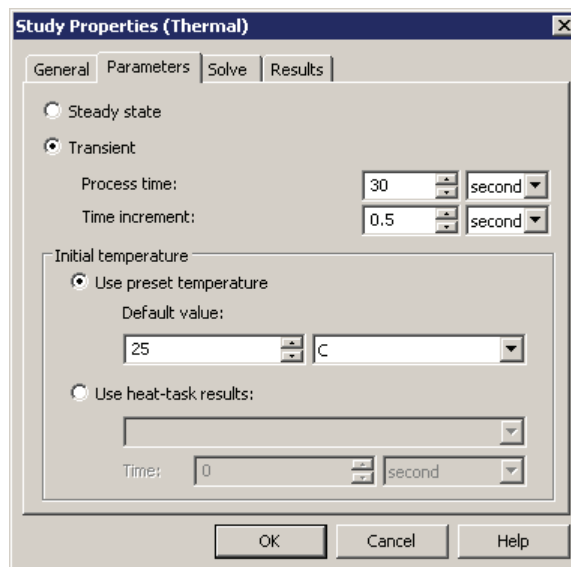 Study Properties (Thermal)
General Parameters Solve Results
Steady state
Transient
Process time: 30 second
Time increment: 0.5 second
Initial temperature
Use preset temperature
Default value:
25 C
Use heat-task results:
Time: 0 second
OK Cancel Help